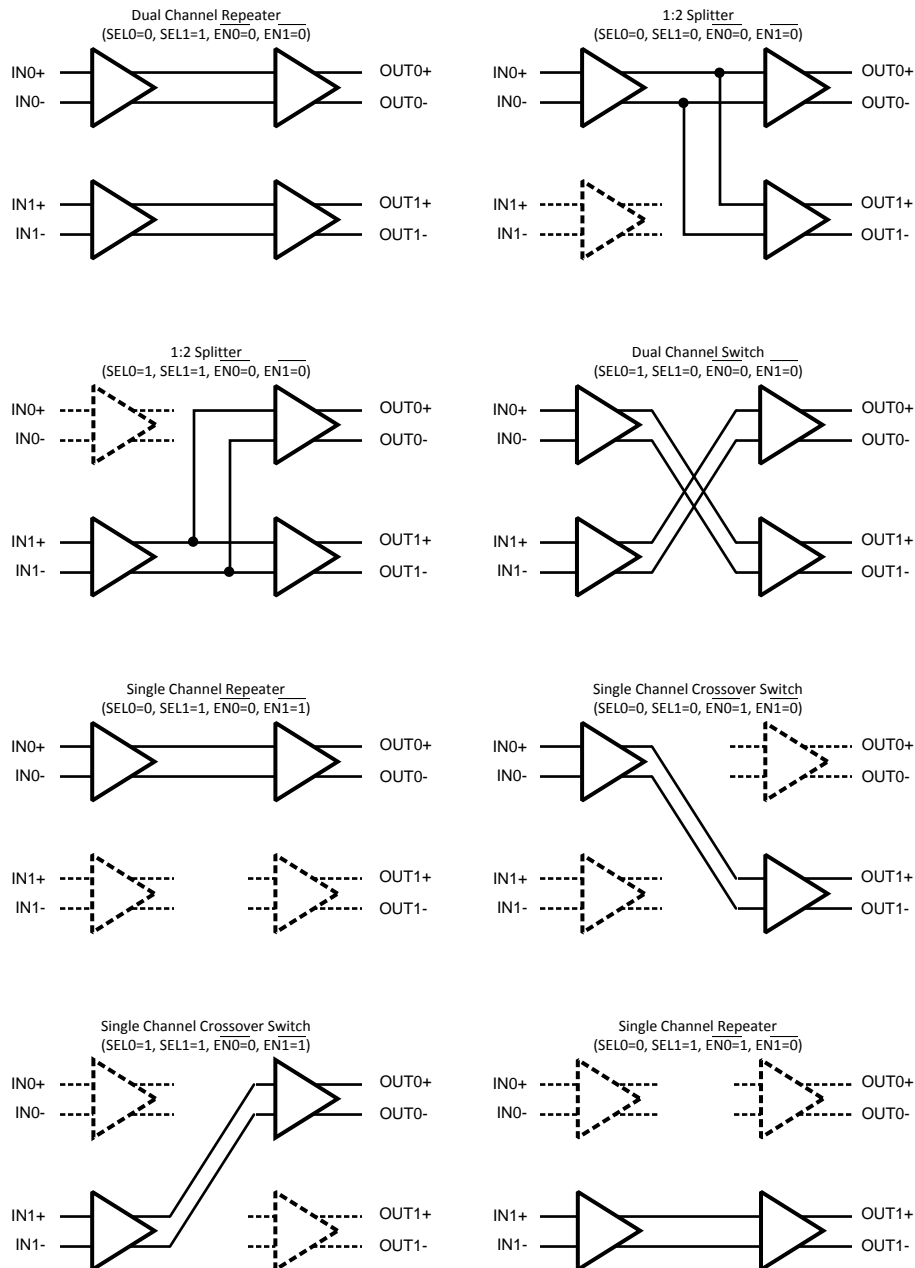 Dual Channel Repeater
(SEL0=0, SEL1=1, EN0=0, EN1=0)
IN0+
IN0-
OUT0+
OUT0-
IN1+
IN1-
OUT1+
OUT1-
1:2 Splitter
(SEL0=0, SEL1=0, EN0=0, EN1=0)
IN0+
IN0-
OUT0+
OUT0-
IN1+
IN1-
OUT1+
OUT1-
1:2 Splitter
(SEL0=1, SEL1=1, EN0=0, EN1=0)
IN0+
IN0-
OUT0+
OUT0-
IN1+
IN1-
OUT1+
OUT1-
Dual Channel Switch
(SEL0=1, SEL1=0, EN0=0, EN1=0)
IN0+
IN0-
OUT0+
OUT0-
IN1+
IN1-
OUT1+
OUT1-
Single Channel Repeater
(SEL0=0, SEL1=1, EN0=0, EN1=1)
IN0+
IN0-
OUT0+
OUT0-
IN1+
IN1-
OUT1+
OUT1-
Single Channel Crossover Switch
(SEL0=0, SEL1=0, EN0=1, EN1=0)
IN0+
IN0-
OUT0+
OUT0-
IN1+
IN1-
OUT1+
OUT1-
Single Channel Crossover Switch
(SEL0=1, SEL1=1, EN0=0, EN1=1)
IN0+
IN0-
OUT0+
OUT0-
IN1+
IN1-
OUT1+
OUT1-
Single Channel Repeater
(SEL0=0, SEL1=1, EN0=1, EN1=0)
IN0+
IN0-
OUT0+
OUT0-
IN1+
IN1-
OUT1+
OUT1-